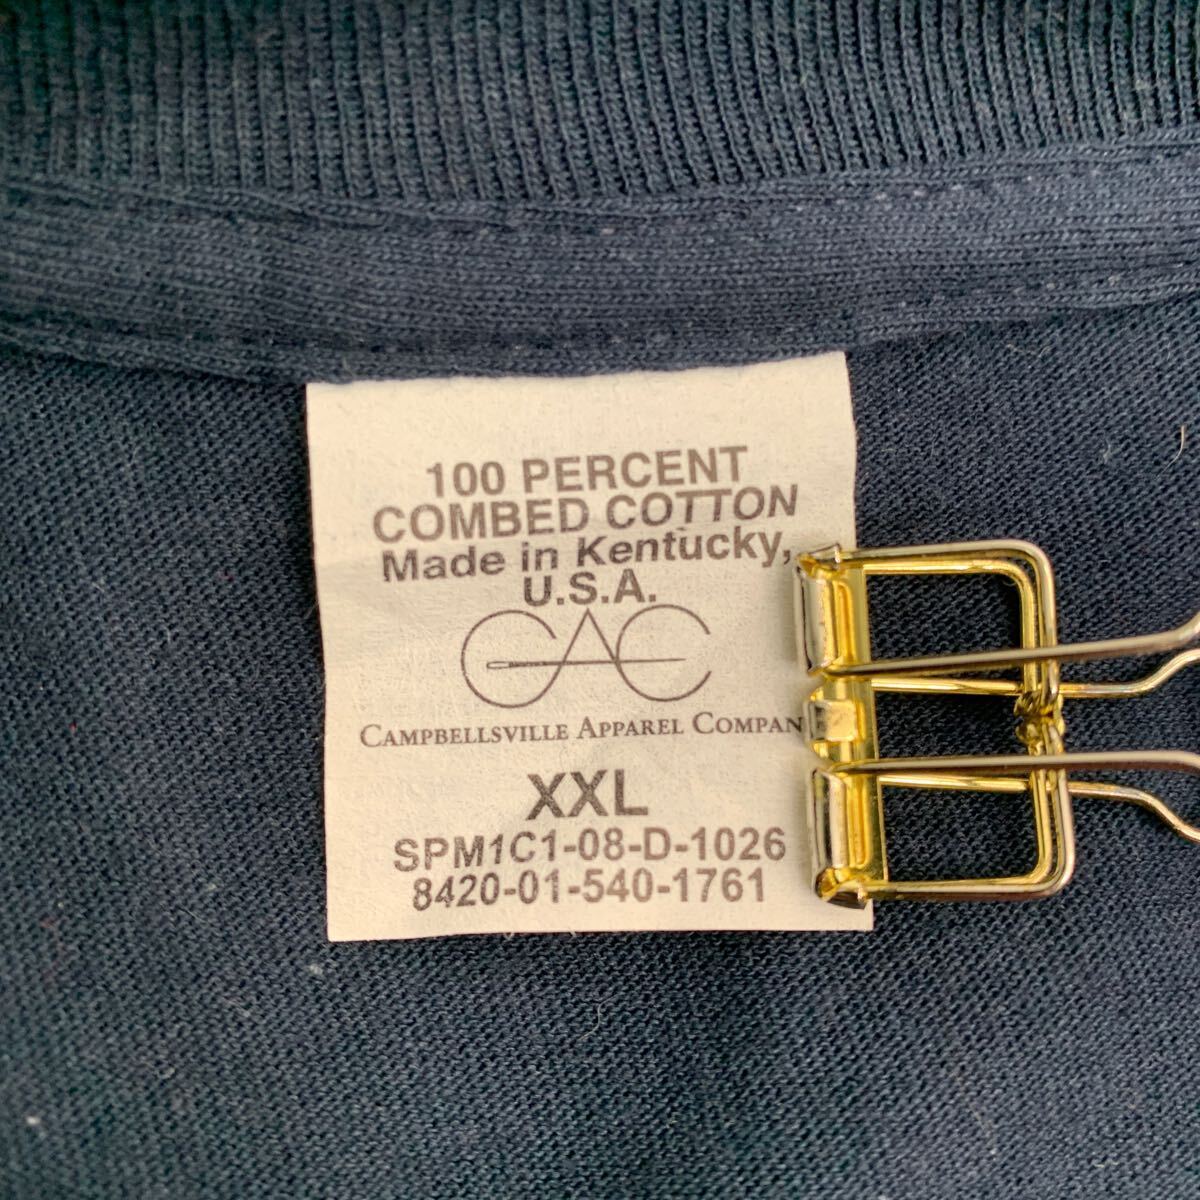 100 PERCENT
COMBED COTTON
Made in Kentucky,
U.S.A.
CAC
CAMPBELLSVILLE APPAREL COMPAN
XXL
SPM1C1-08-D-1026
8420-01-540-1761